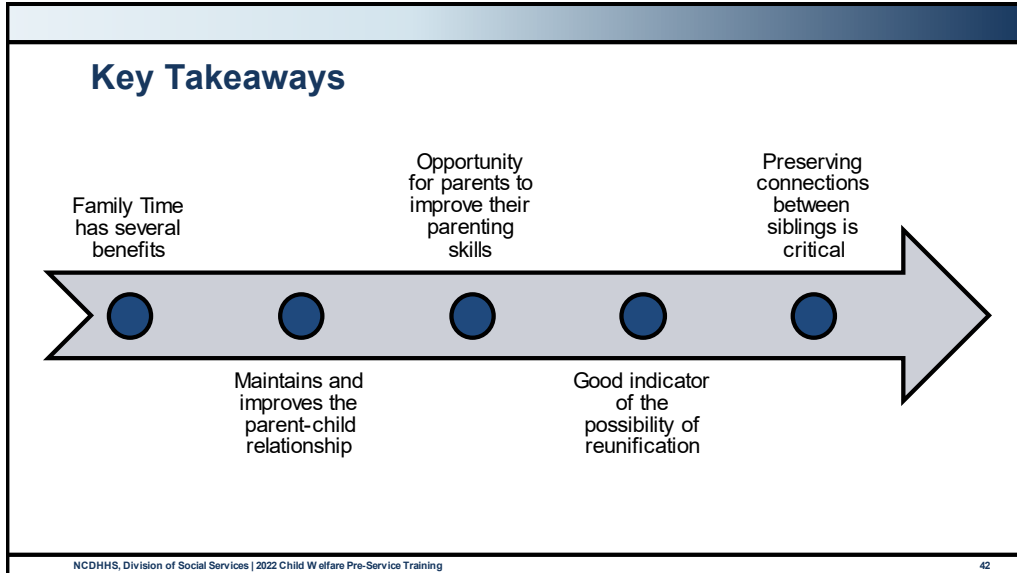 Key Takeaways
Family Time
has several
benefits
Maintains and
improves the
parent-child
relationship
Opportunity
for parents to
improve their
parenting
skills
Good indicator
of the
possibility of
reunification
Preserving
connections
between
siblings is
critical
NCDHHS, Division of Social Services | 2022 Child Welfare Pre-Service Training
42